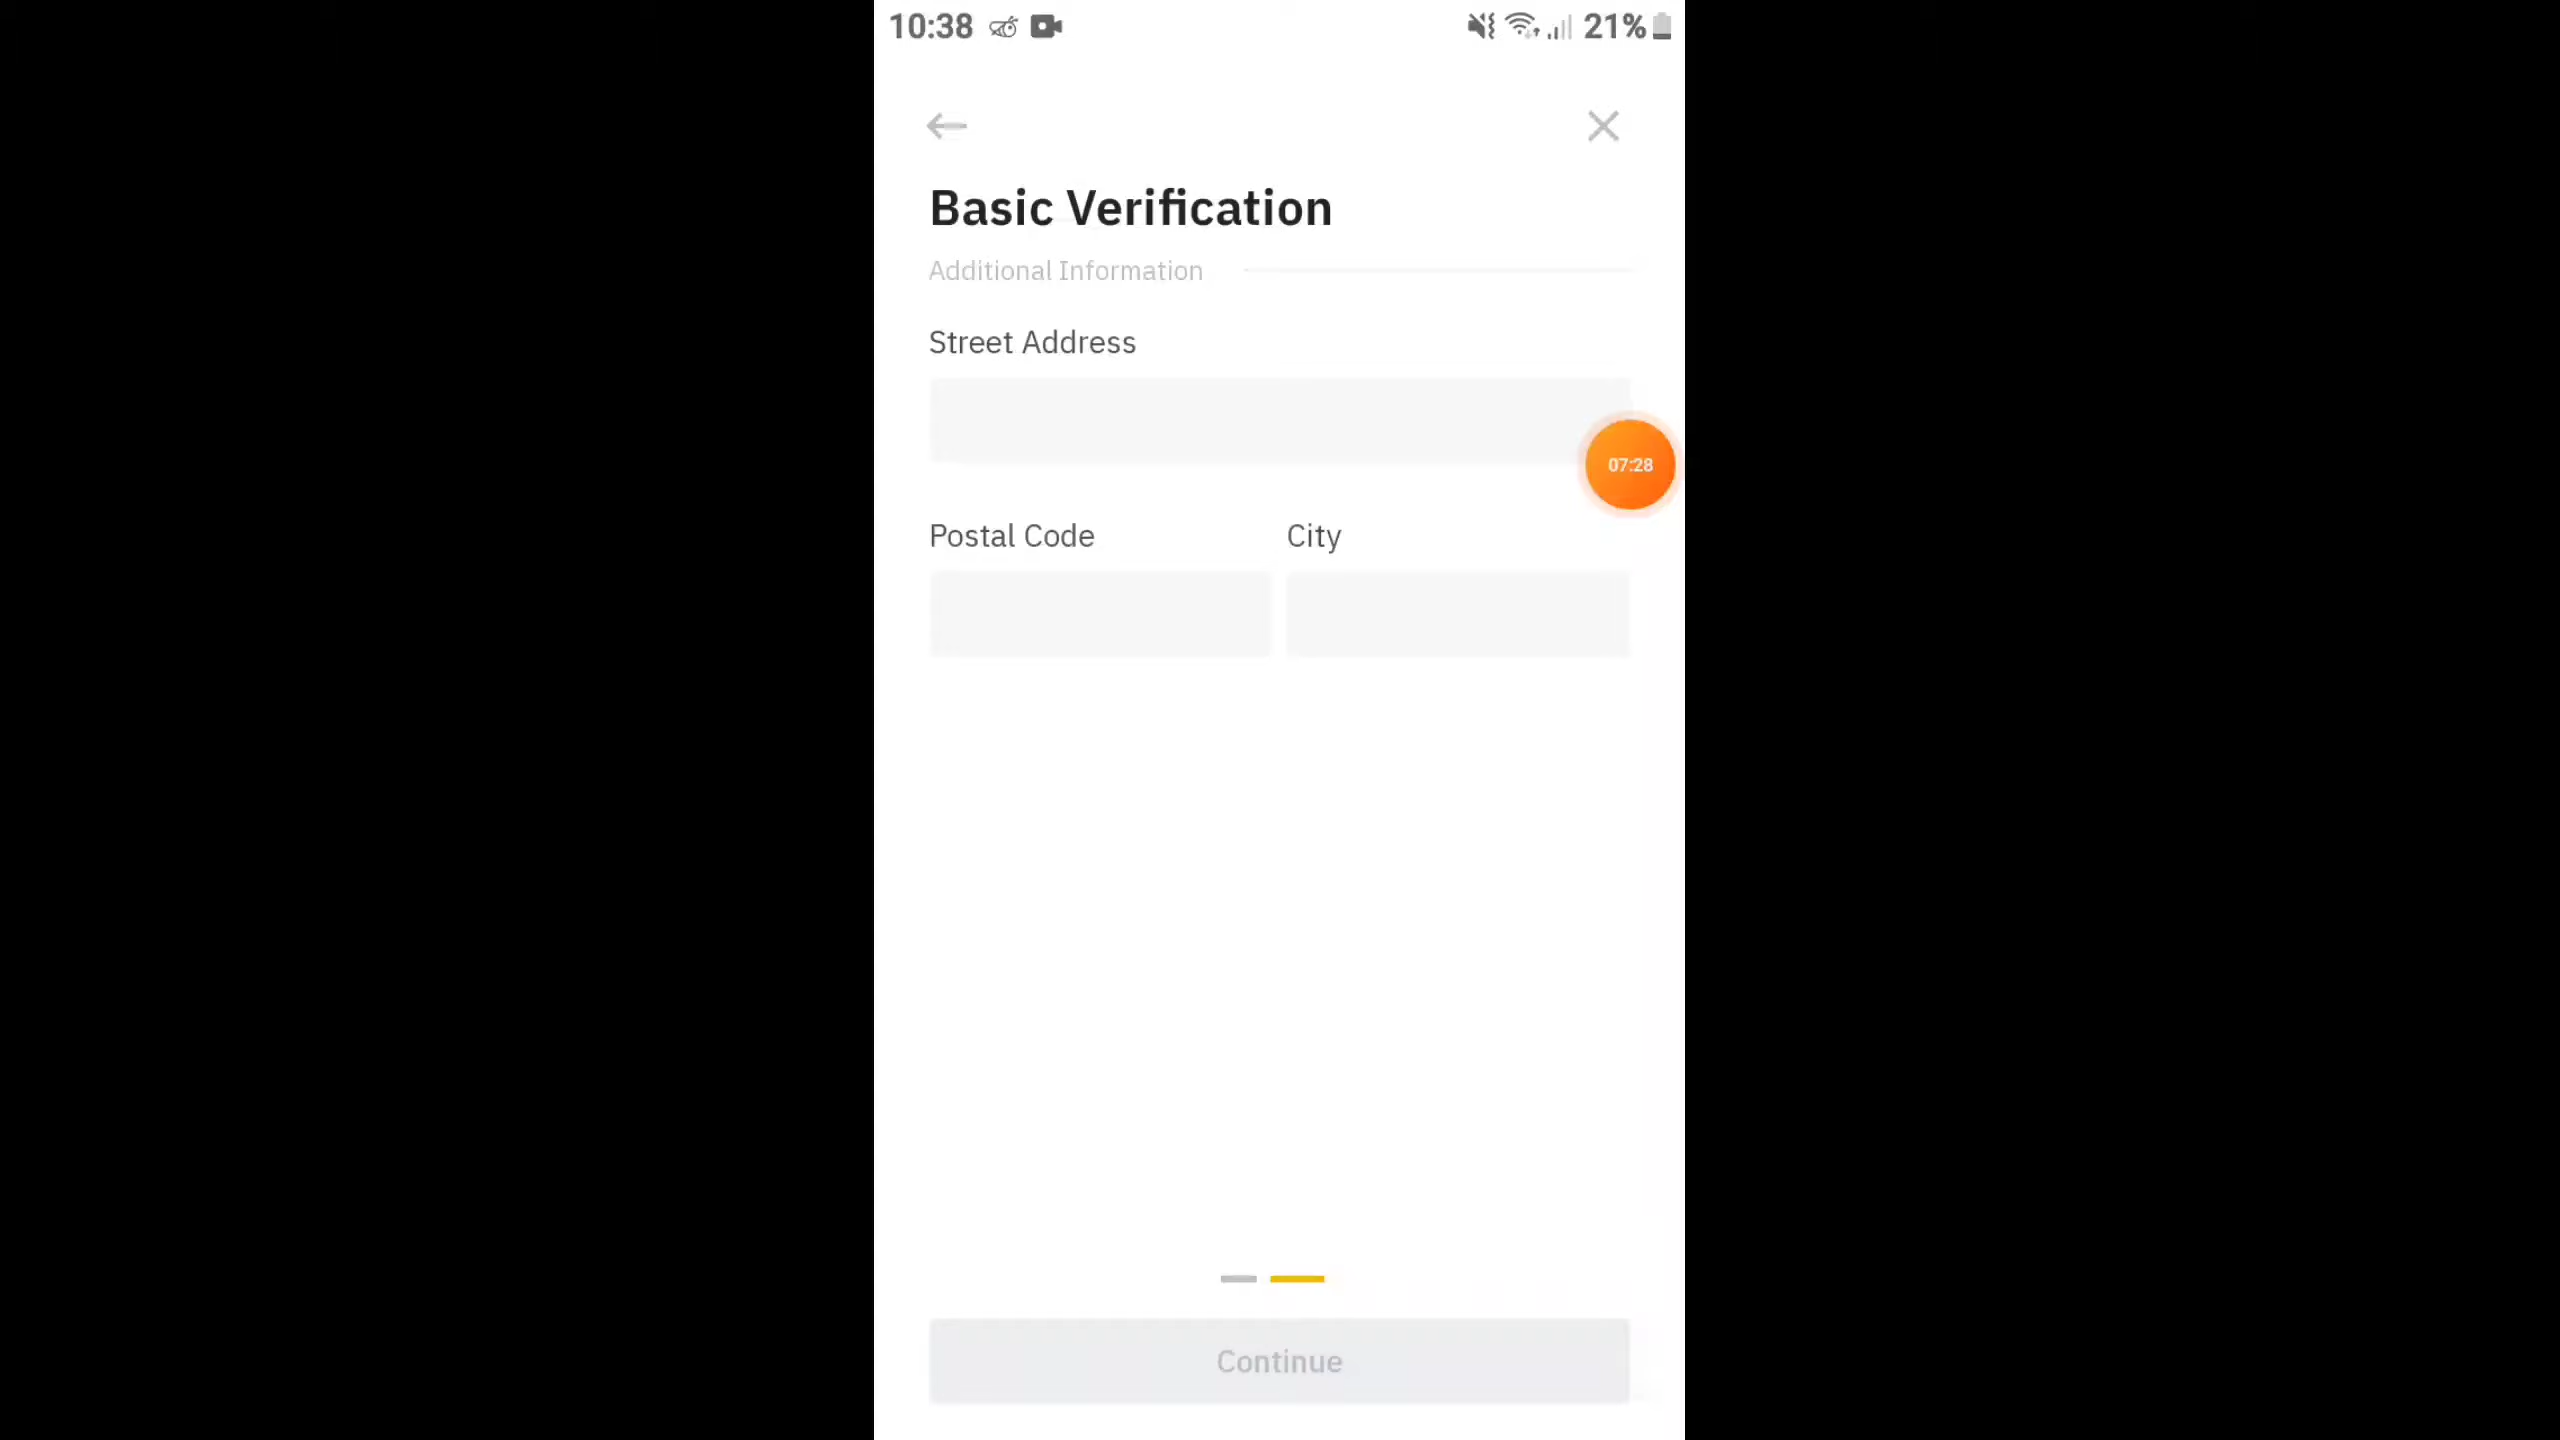 10:38 21%
Basic Verification
Additional Information
Street Address
07:28
Postal Code City
Continue